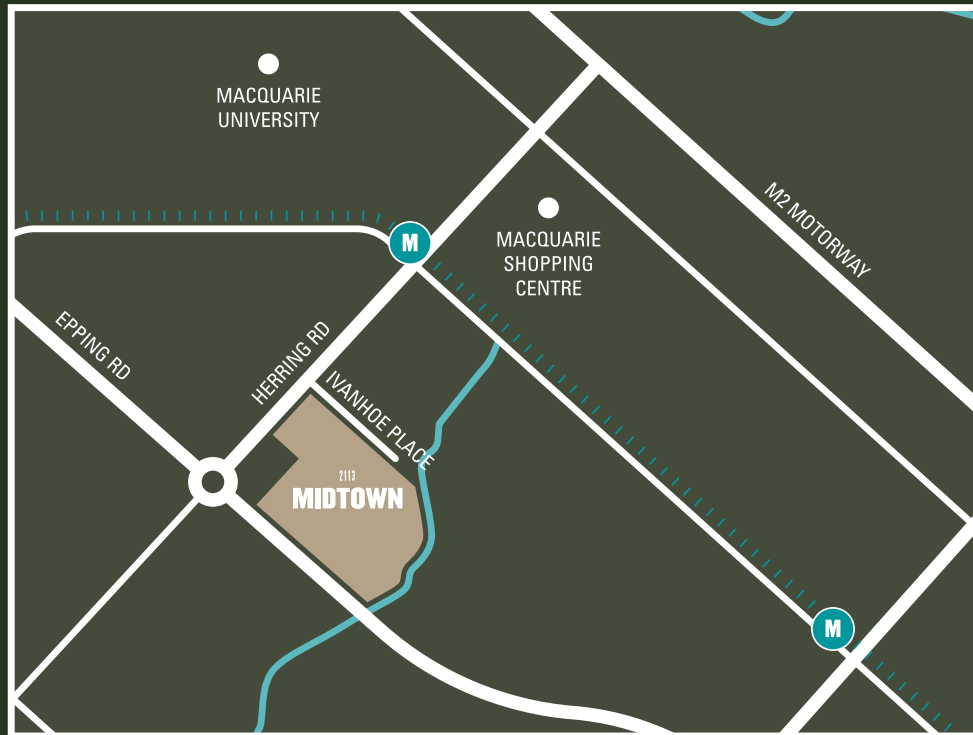 MACQUARIE
UNIVERSITY
M2 MOTORWAY
M
MACQUARIE
SHOPPING
CENTRE
EPPING RD
HERRING RD
IVANHOE PLACE
2113
MIDTOWN
M